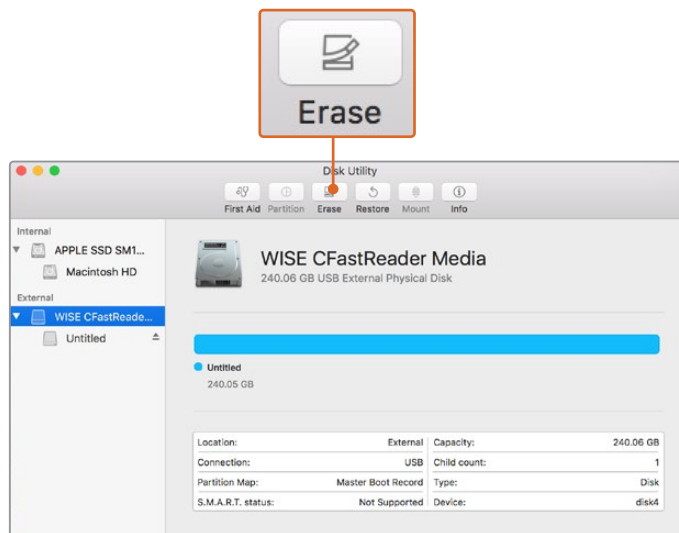 Erase
Disk Utility
First Aid Partition Erase Restore Mount Info
Internal
APPLE SSD SM1...
Macintosh HD
External
WISE CFastReade...
Untitled
WISE CFastReader Media
240.06 GB USB External Physical Disk
Untitled
240.05 GB
Location: External Capacity: 240.06 GB
Connection: USB Child count: 1
Partition Map: Master Boot Record Type: Disk
S.M.A.R.T. status: Not Supported Device: disk4